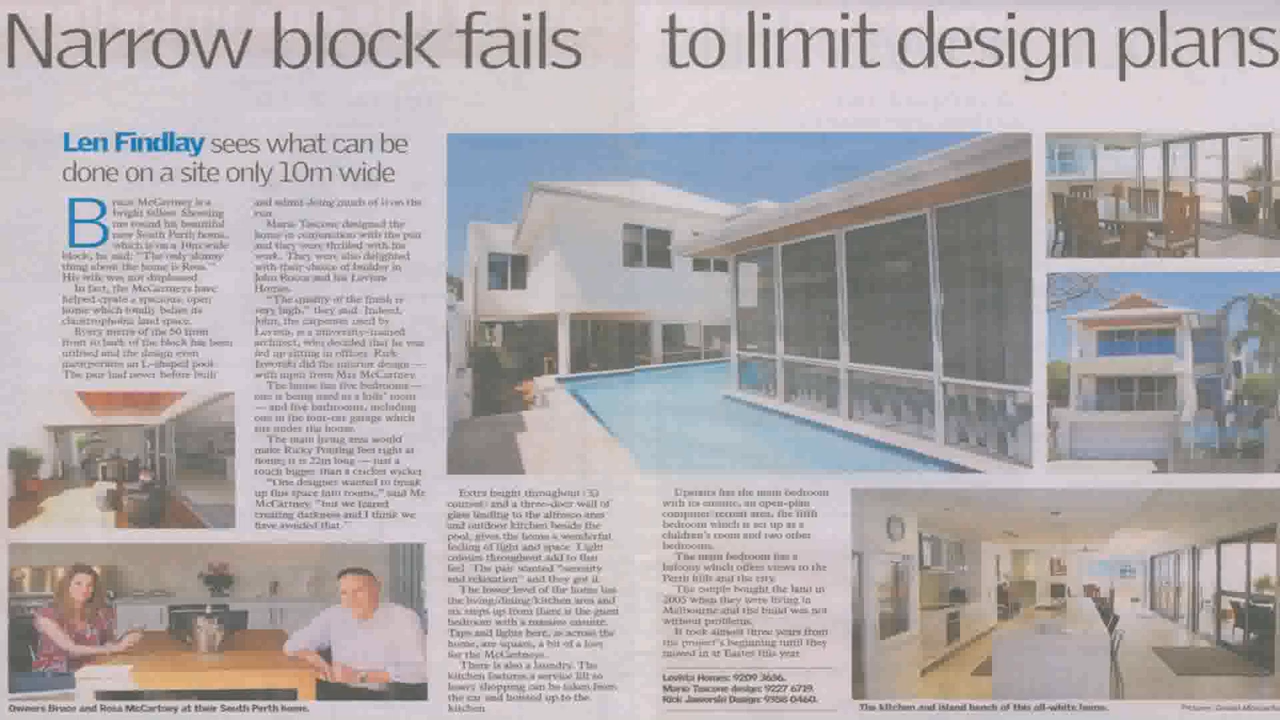 Narrow block fails to limit design plans
Len Findlay sees what can be
done on a site only 10m wide
Bruce McCartney is a
bright fellow. Showing
me round his beautiful
new South Perth home,
which is on a 10m-wide
block, he said: "The only skinny
thing about the home is Rosa."
His wife was not displeased.
In fact, the McCartneys have
helped create a spacious, open
home which totally belies its
claustrophobic land space.
Every metre of the 50 from
front to back of the block has been
utilised and the design even
incorporates an L-shaped pool.
The pair had never before built
and admit doing much of it on the
run.
Mario Tascone designed the
home in conjunction with the pair
and they were thrilled with his
work. They were also delighted
with their choice of builder in
John Rocca and his
Homes.
"The quality of the finish is
very high," they said. Indeed,
John, the carpenter used by
is a university-trained
architect, who decided that he was
fed up sitting in offices. Rick
Jaworski did the interior design —
with input from Mrs McCartney.
The home has five bedrooms —
one is being used as a kids' room
— and five bathrooms, including
one in the four-car garage which
sits under the home.
The main living area would
make Ricky Ponting feel right at
home; it is 22m long — just a
touch bigger than a cricket wicket.
"One designer wanted to break
up this space into rooms," said Mr
McCartney, "but we feared
creating darkness and I think we
have avoided that."
Extra height throughout (33
courses) and a three-door wall of
glass leading to the alfresco area
and outdoor kitchen beside the
pool, gives the home a wonderful
feeling of light and space. Light
colours throughout add to that
feel. The pair wanted "serenity
and relaxation" and they got it.
The lower level of the home has
the living/dining/kitchen area and
six steps up from there is the guest
bedroom with a massive ensuite.
Taps and lights here, as across the
home, are square, a bit of a love
for the McCartneys.
There is also a laundry. The
kitchen features a service lift so
heavy shopping can be taken from
the car and hoisted up to the
kitchen.
Upstairs has the main bedroom
with its ensuite, an open-plan
computer/retreat area, the fifth
bedroom which is set up as a
children's room and two other
bedrooms.
The main bedroom has a
balcony which offers views to the
Perth hills and the city.
The couple bought the land in
2005 when they were living in
Melbourne and the build was not
without problems.
It took almost three years from
the project's beginning until they
moved in at Easter this year.
Homes: 9209 3636.
Mario Tascone design: 9227 6719.
Rick Jaworski Design: 9358 0460.
Owners Bruce and Rosa McCartney at their South Perth home.
The kitchen and island bench of this all-white home.